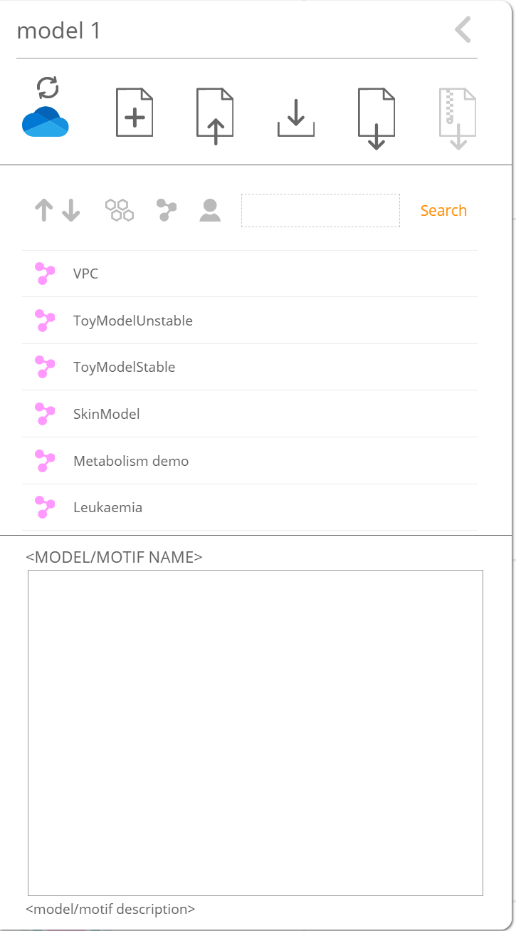 model 1
Search
VPC
ToyModelUnstable
ToyModelStable
SkinModel
Metabolism demo
Leukaemia
<MODEL/MOTIF NAME>
<model/motif description>